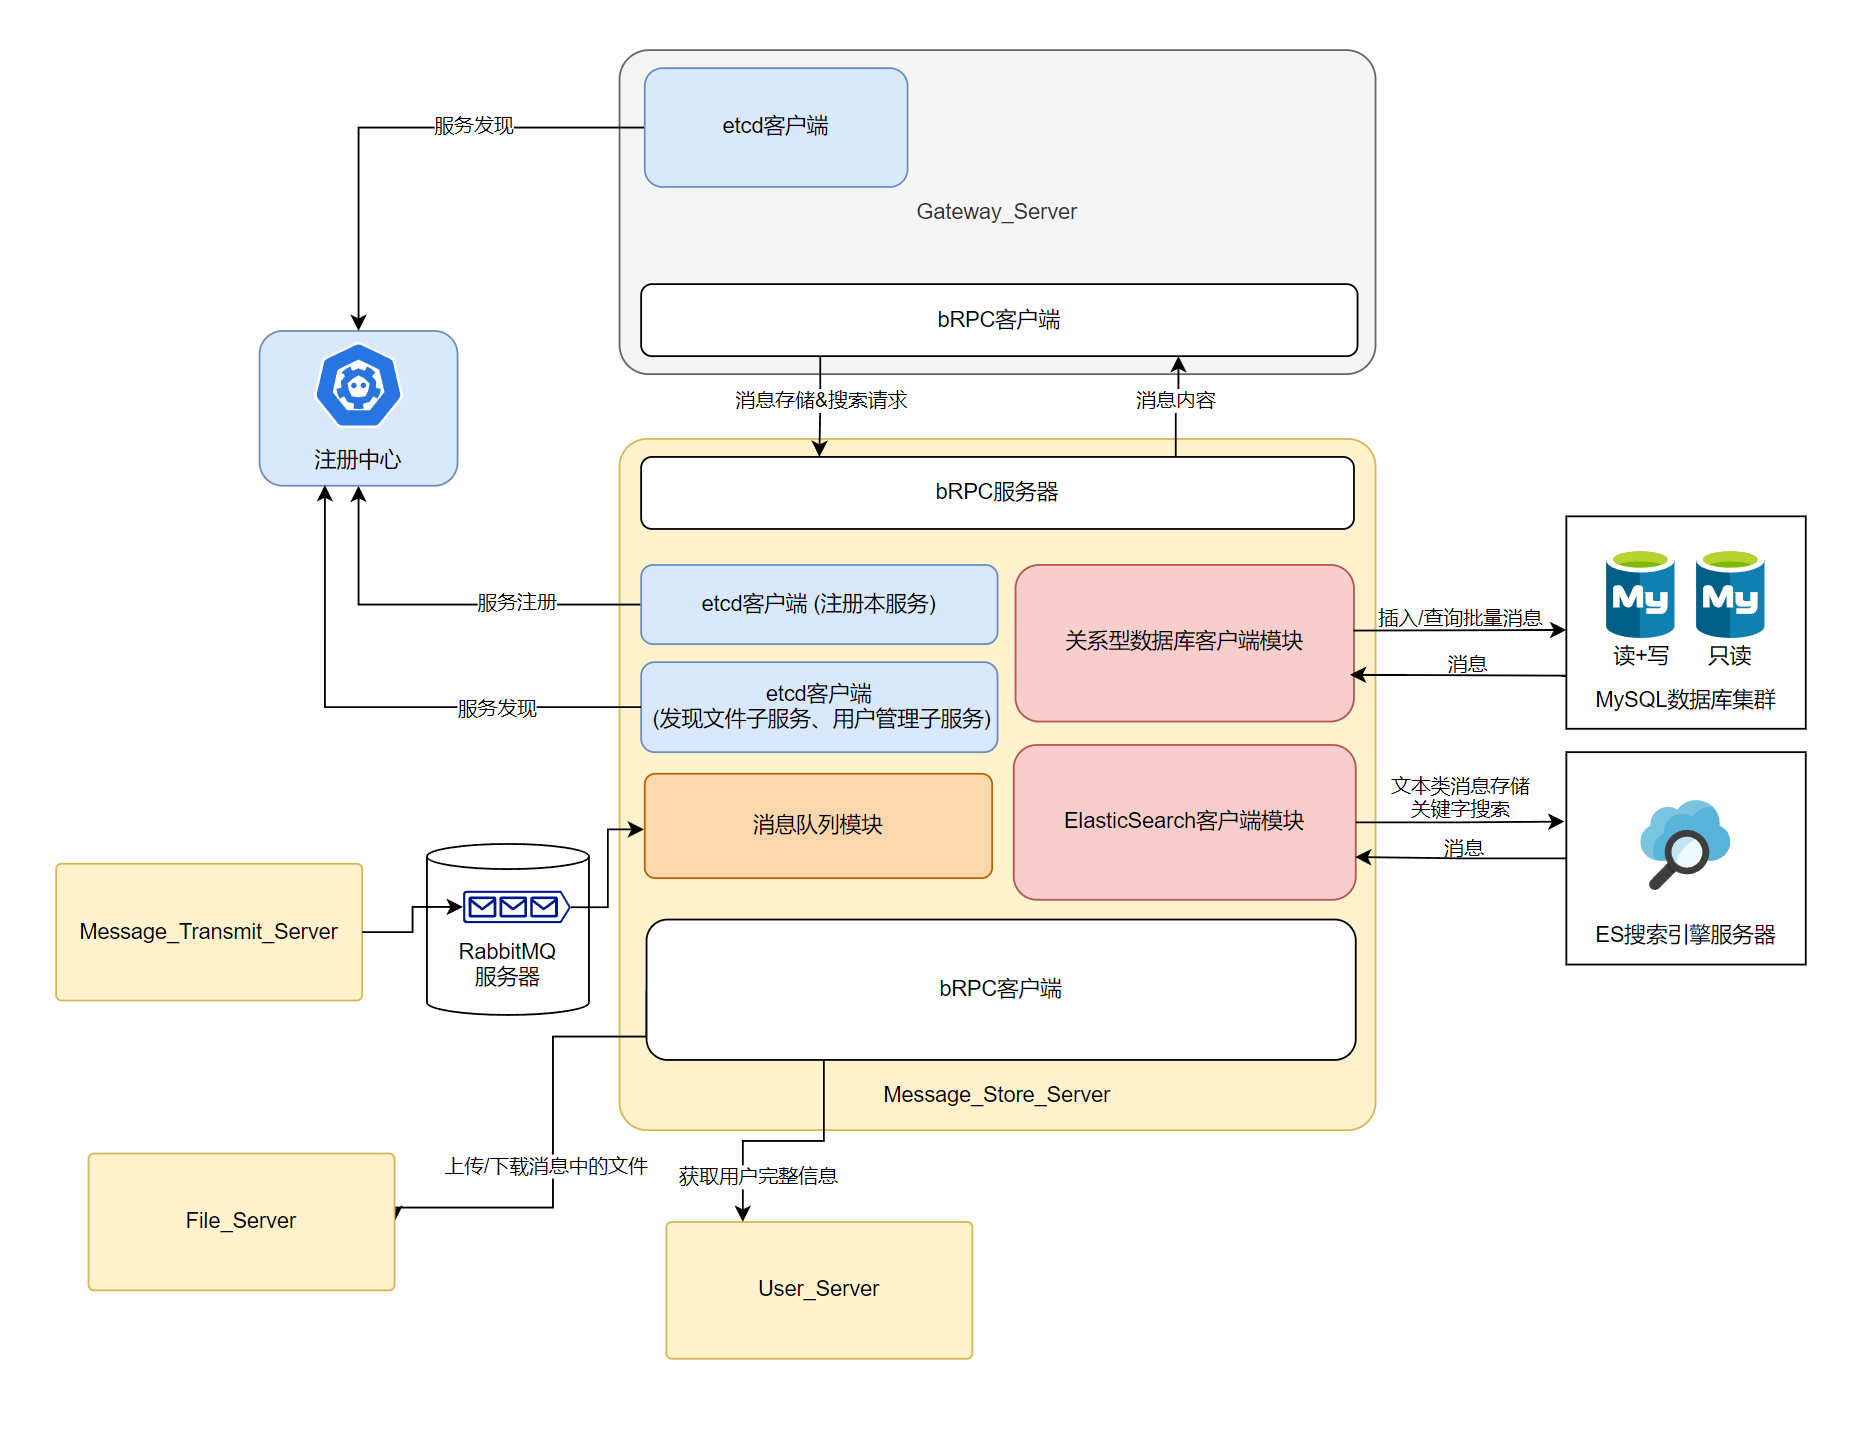 etcd客户端
服务发现
Gateway_Server
bRPC客户端
消息存储&搜索请求
消息内容
注册中心
bRPC服务器
etcd客户端 (注册本服务)
服务注册
关系型数据库客户端模块
插入/查询批量消息
消息
My
My
读+写
只读
MySQL数据库集群
etcd客户端
(发现文件子服务、用户管理子服务)
服务发现
消息队列模块
ElasticSearch客户端模块
文本类消息存储
关键字搜索
消息
ES搜索引擎服务器
Message_Transmit_Server
RabbitMQ
服务器
bRPC客户端
Message_Store_Server
上传/下载消息中的文件
获取用户完整信息
File_Server
User_Server